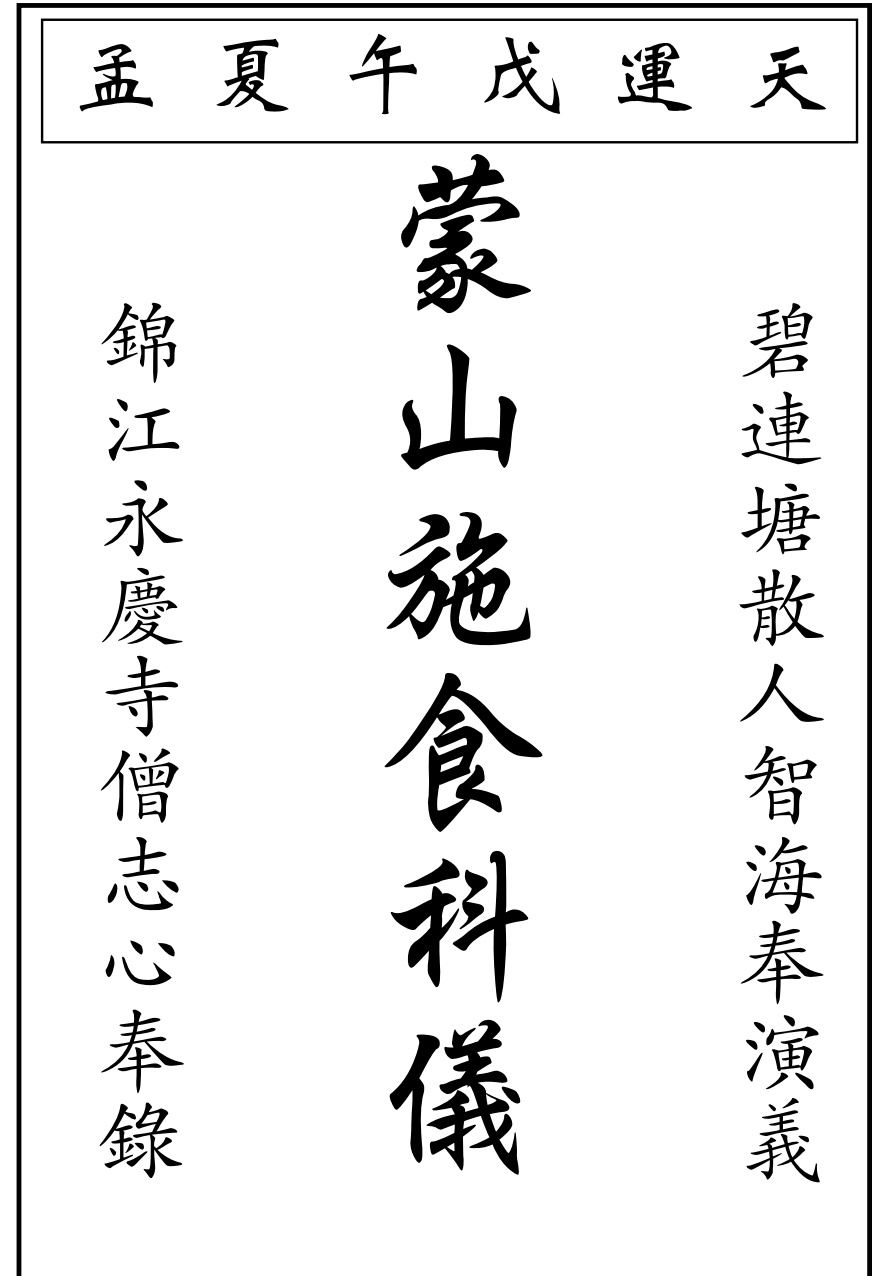 天運戊午夏孟
碧連塘散人智海奉演義
蒙山施食科儀
錦江永慶寺僧志心奉錄